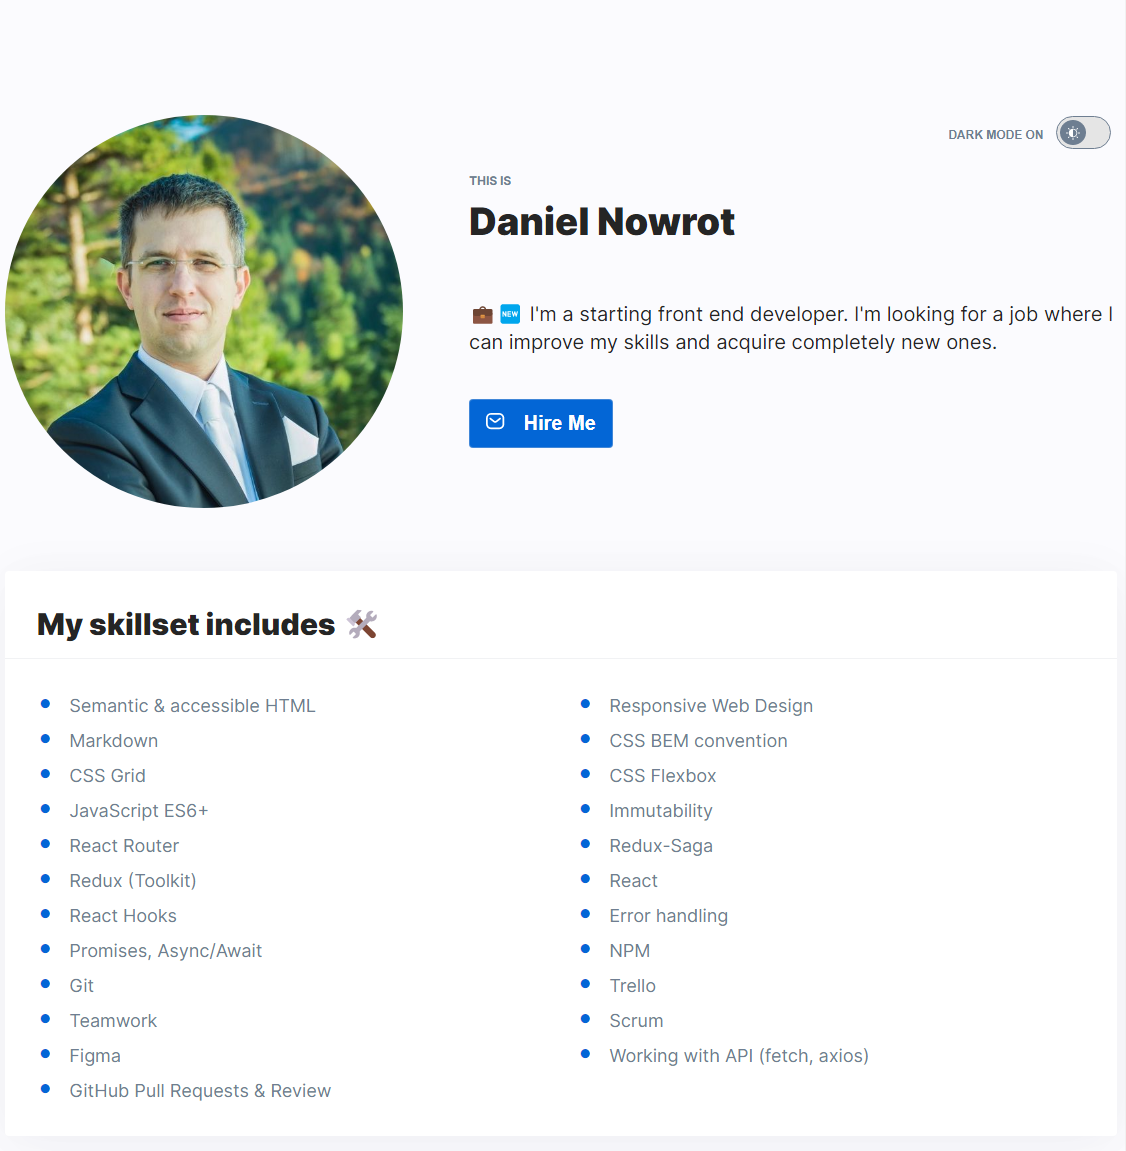 DARK MODE ON
THIS IS
Daniel Nowrot
💼 🆕 I'm a starting front end developer. I'm looking for a job where I
can improve my skills and acquire completely new ones.
Hire Me
My skillset includes 🛠️
Semantic & accessible HTML
Markdown
CSS Grid
JavaScript ES6+
React Router
Redux (Toolkit)
React Hooks
Promises, Async/Await
Git
Teamwork
Figma
GitHub Pull Requests & Review
Responsive Web Design
CSS BEM convention
CSS Flexbox
Immutability
Redux-Saga
React
Error handling
NPM
Trello
Scrum
Working with API (fetch, axios)